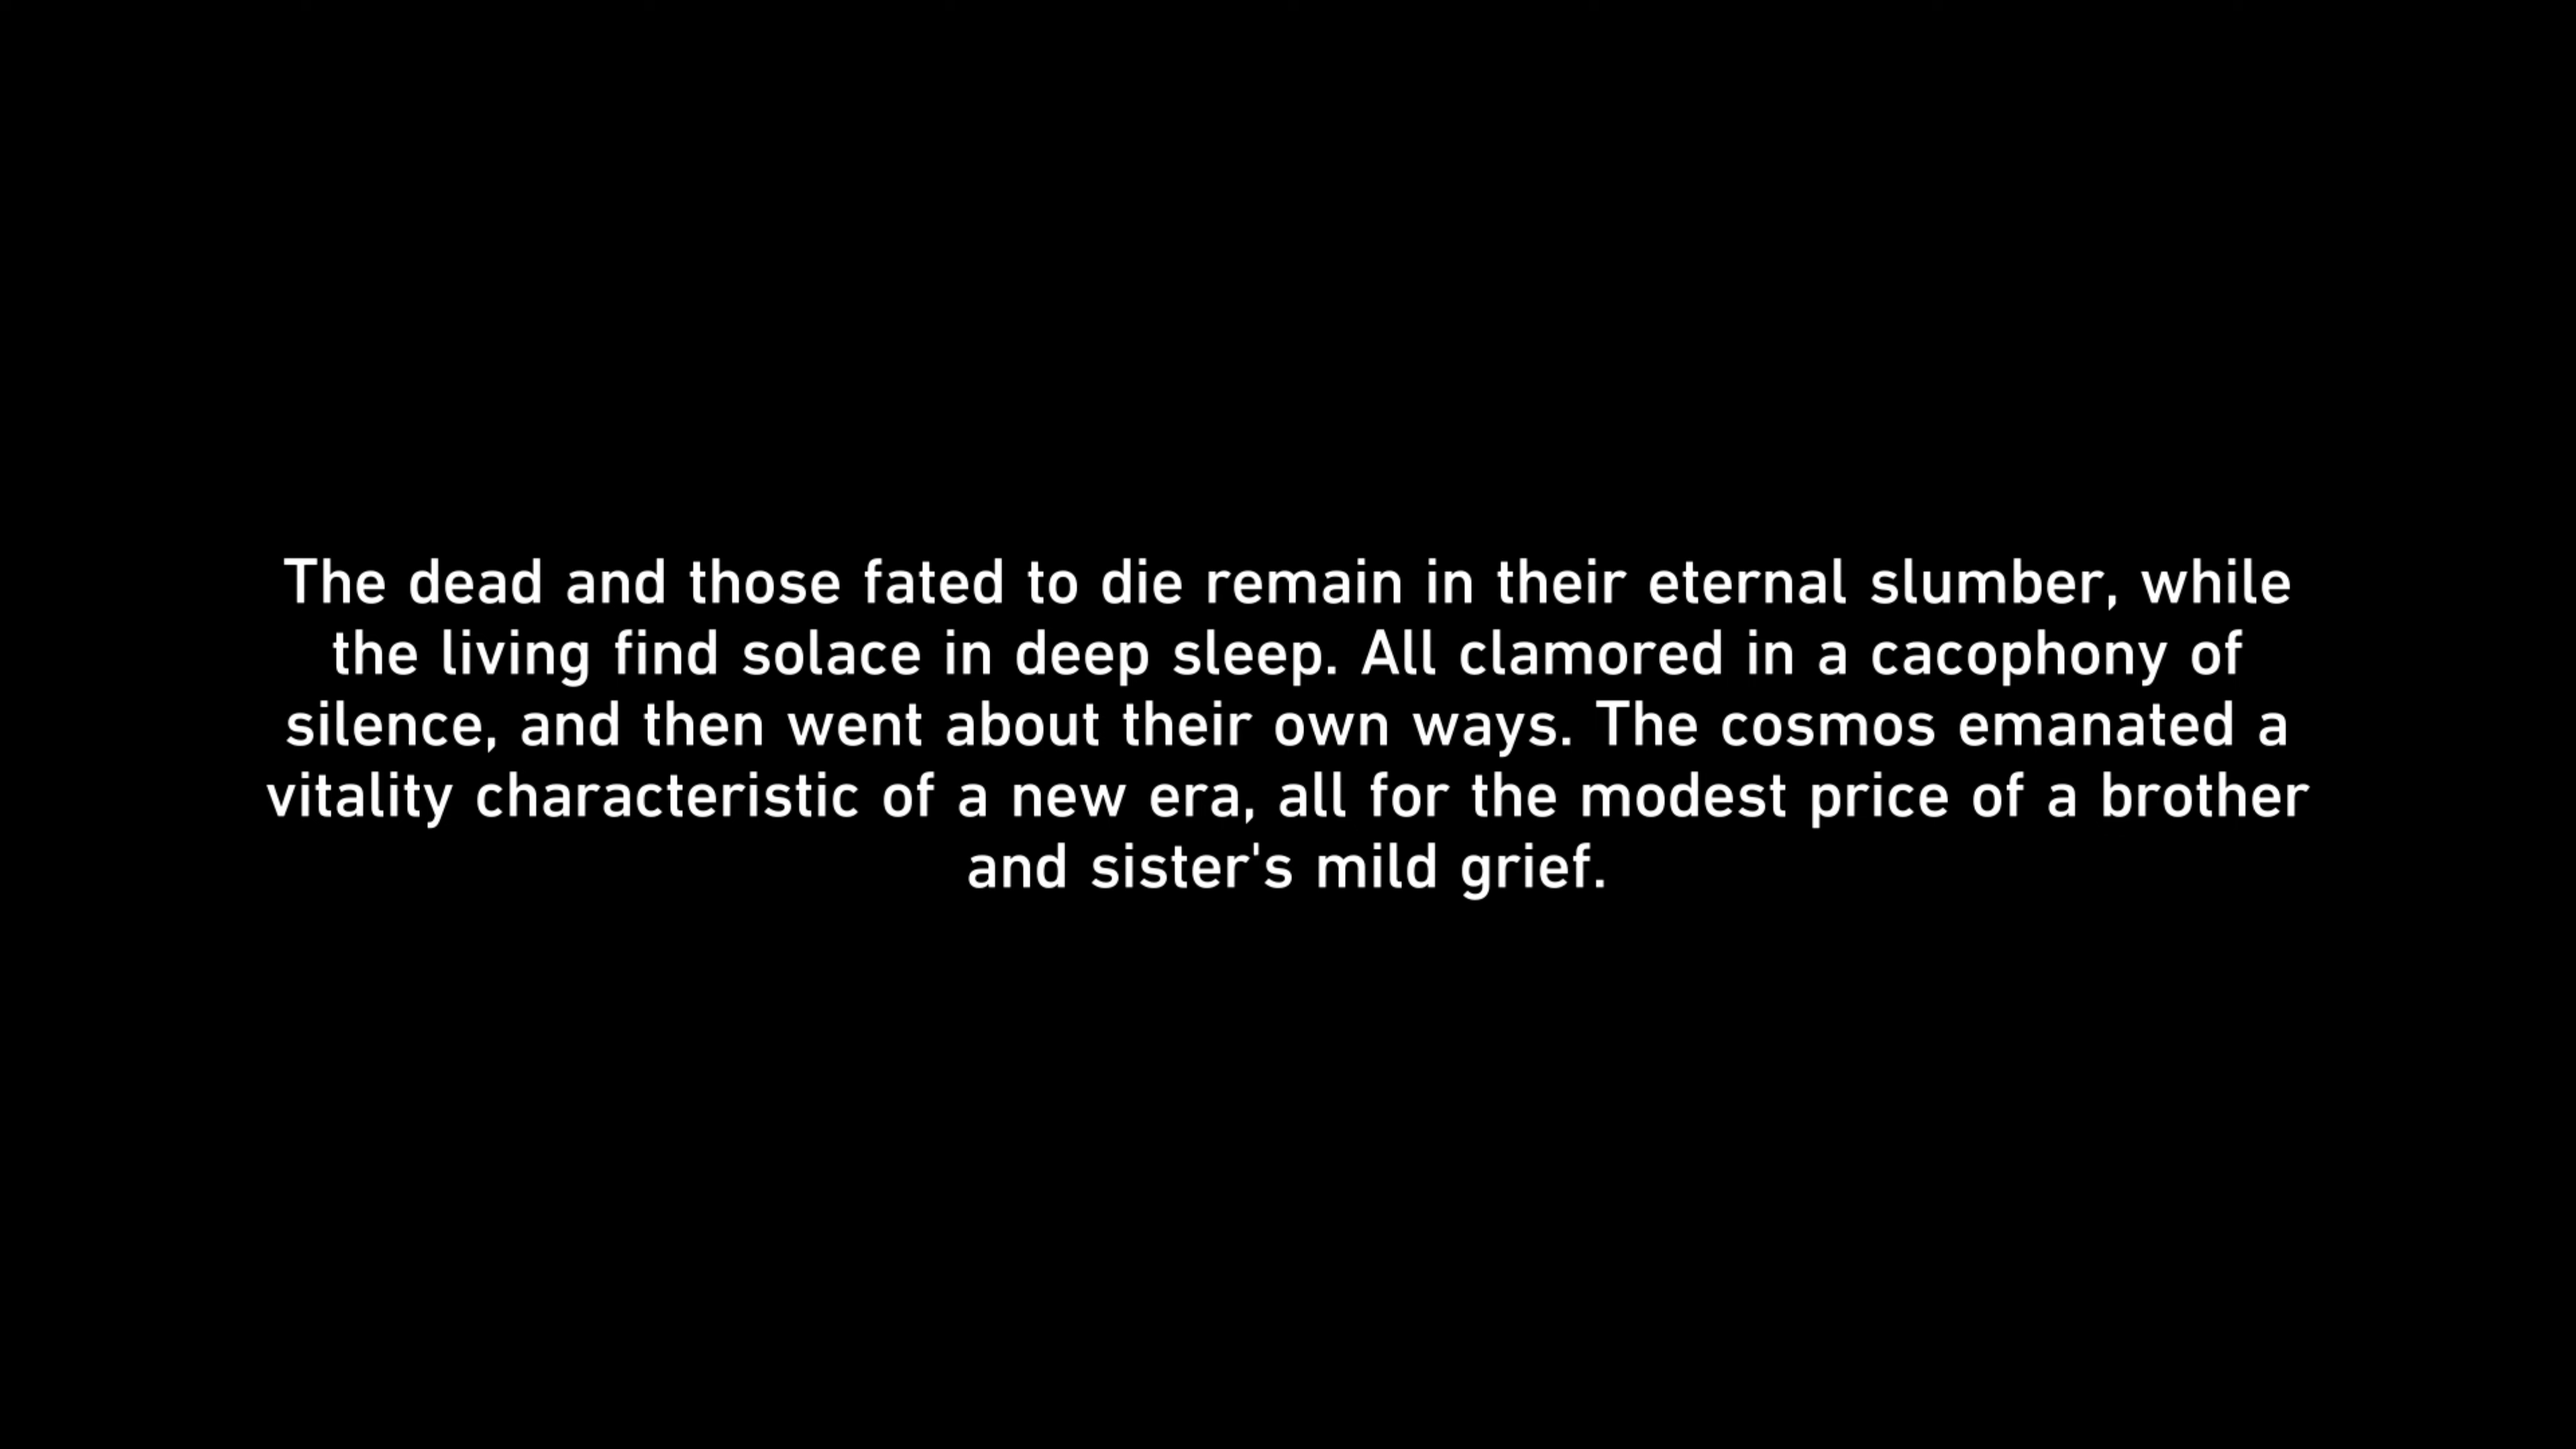 The dead and those fated to die remain in their eternal slumber, while
the living find solace in deep sleep. All clamored in a cacophony of
silence, and then went about their own ways. The cosmos emanated a
vitality characteristic of a new era, all for the modest price of a brother
and sister's mild grief.